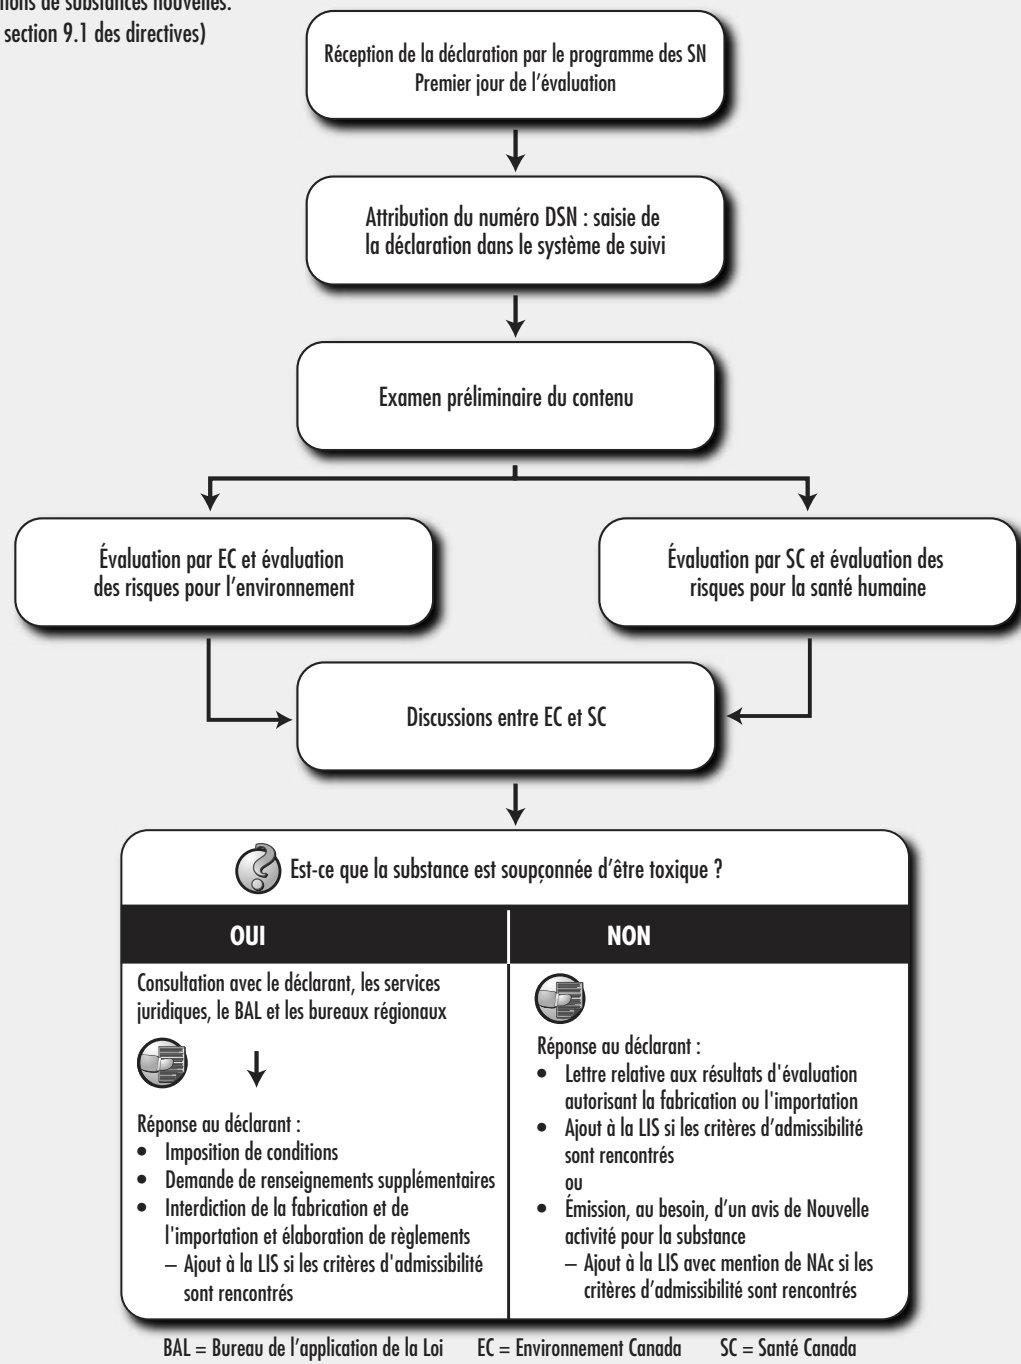 de substances nouvelles.
section 9.1 des directives)
Réception de la déclaration par le programme des SN
Premier jour de l'évaluation
Attribution du numéro DSN : saisie de
la déclaration dans le système de suivi
Examen préliminaire du contenu
Évaluation par EC et évaluation
des risques pour l'environnement
Évaluation par SC et évaluation des
risques pour la santé humaine
Discussions entre EC et SC
Est-ce que la substance est soupçonnée d'être toxique ?
OUI
Consultation avec le déclarant, les services
juridiques, le BAL et les bureaux régionaux
Réponse au déclarant :
• Imposition de conditions
• Demande de renseignements supplémentaires
• Interdiction de la fabrication et de
l'importation et élaboration de règlements
– Ajout à la LIS si les critères d'admissibilité
sont rencontrés
NON
Réponse au déclarant :
• Lettre relative aux résultats d'évaluation
autorisant la fabrication ou l'importation
• Ajout à la LIS si les critères d'admissibilité
sont rencontrés
ou
• Émission, au besoin, d'un avis de Nouvelle
activité pour la substance
– Ajout à la LIS avec mention de NAc si les
critères d'admissibilité sont rencontrés
BAL = Bureau de l'application de la Loi EC = Environnement Canada SC = Santé Canada